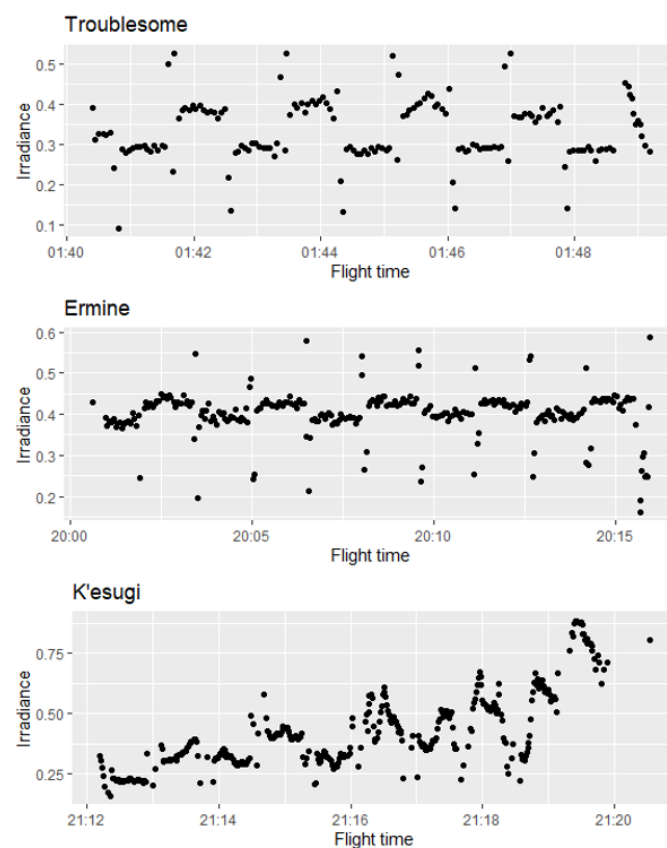 Troublesome
0.5
0.4
0.3
0.2
0.1
Irradiance
01:40 01:42 01:44 01:46 01:48
Flight time
Ermine
0.6
0.5
0.4
0.3
0.2
Irradiance
20:00 20:05 20:10 20:15
Flight time
K'esugi
0.75
0.50
0.25
Irradiance
21:12 21:14 21:16 21:18 21:20
Flight time